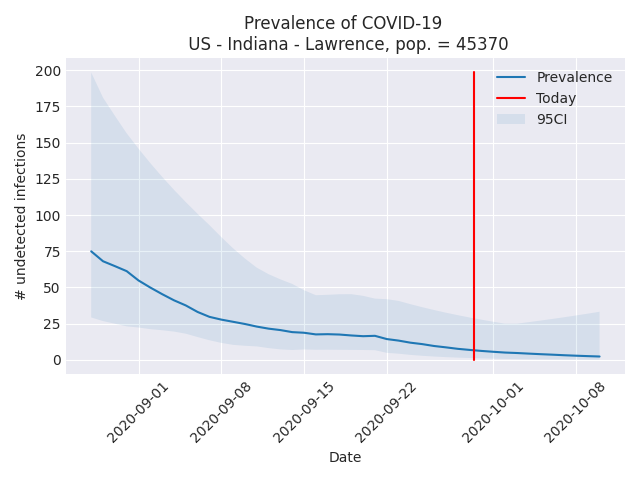 Prevalence of COVID-19
US - Indiana - Lawrence, pop. = 45370
200
175
150
125
100
75
50
25
0
# undetected infections
Prevalence
Today
95CI
2020-09-01
2020-09-08
2020-09-15
2020-09-22
2020-10-01
2020-10-08
Date